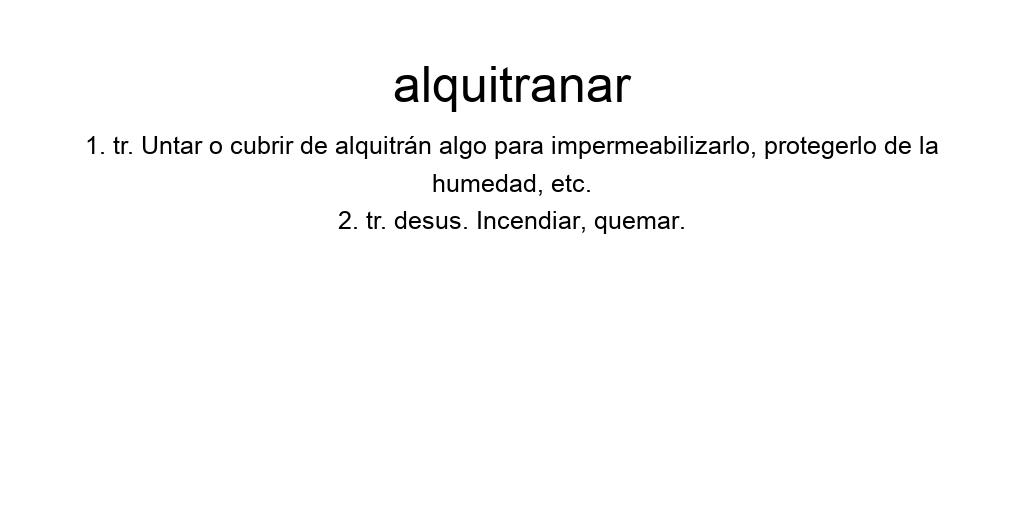 alquitranar
1. tr. Untar o cubrir de alquitrán algo para impermeabilizarlo, protegerlo de la
humedad, etc.
2. tr. desus. Incendiar, quemar.